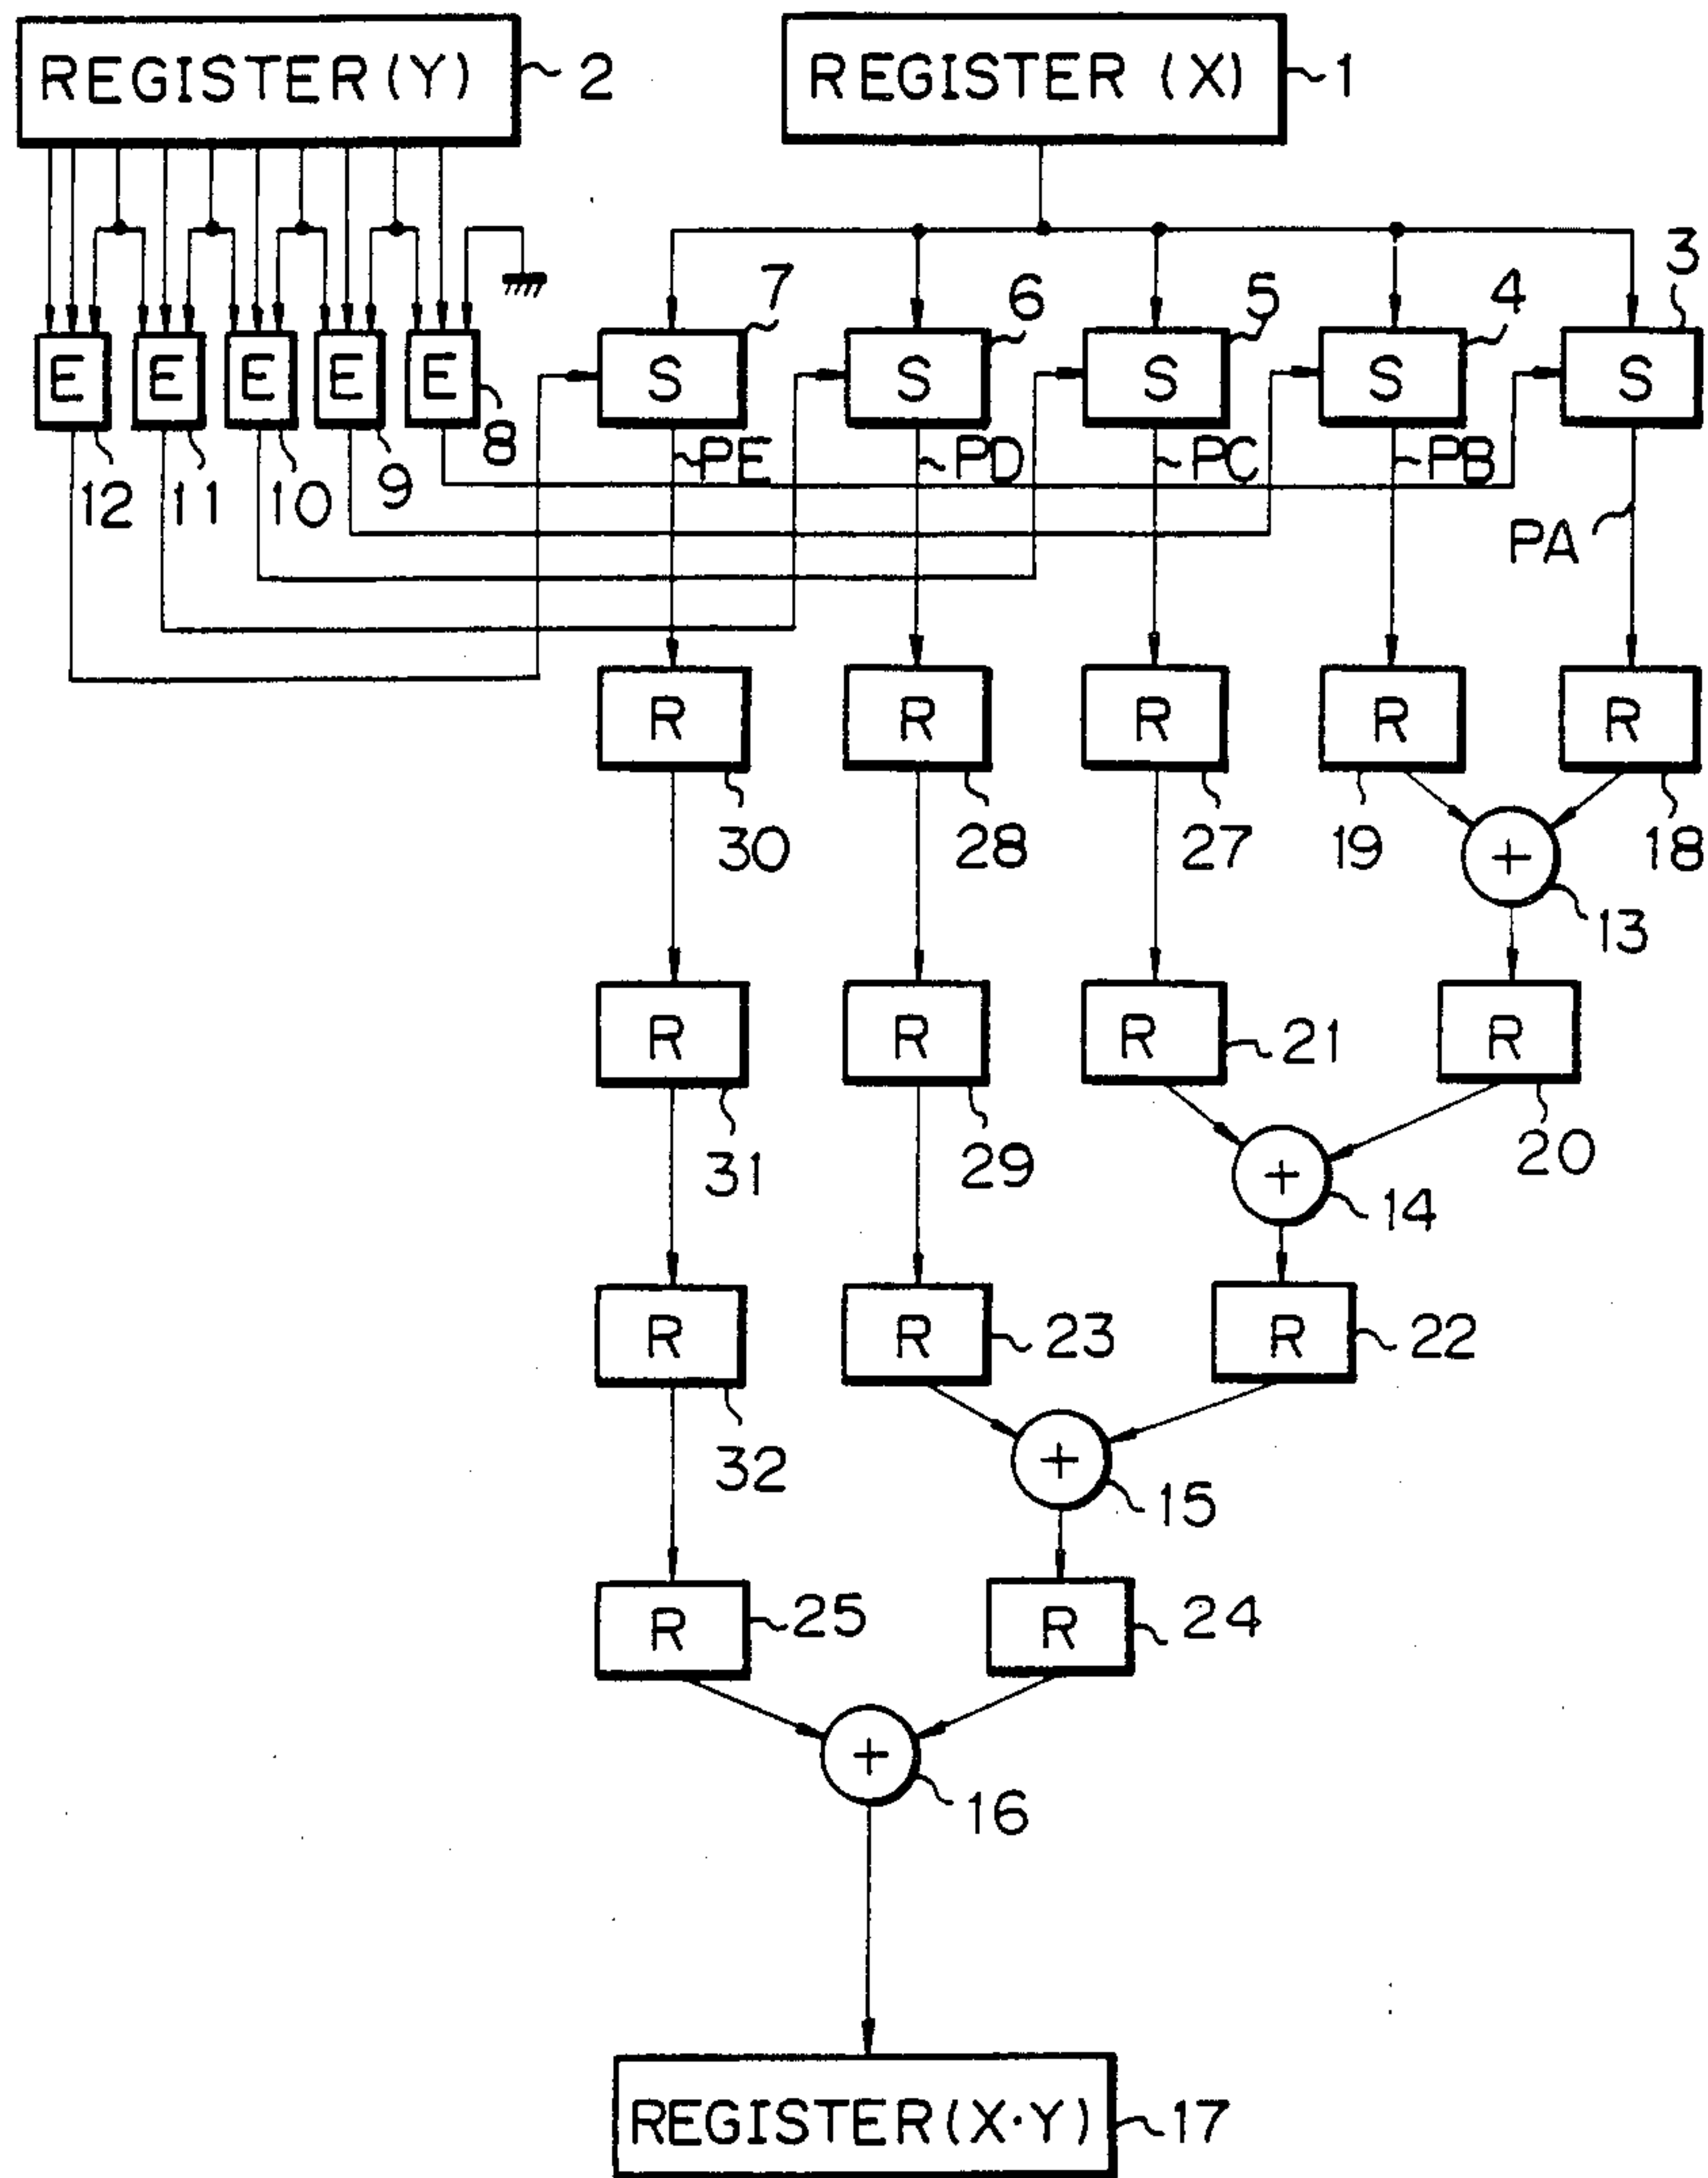 REGISTER (Y) 2 REGISTER (X) 1
7 6 5 4 3
E E E E E S S S S S
8
12 11 10 9 PE PD PC PB PA
R R R R R
30 28 27 19 + 18
13
R R R 21 R
31 29 + 20
14
R R 23 R 22
32 +
15
R 25 R 24
+
16
REGISTER (X·Y) 17